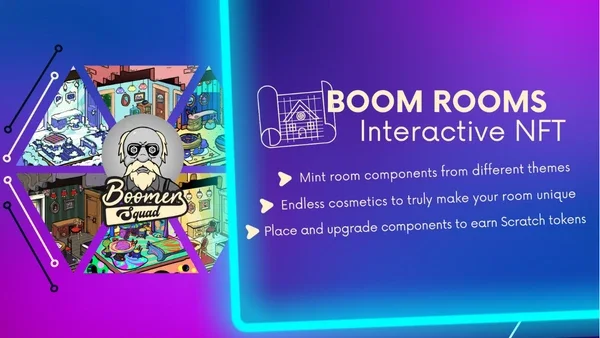 BOOM ROOMS
Interactive NFT
Mint room components from different themes
Endless cosmetics to truly make your room unique
Place and upgrade components to earn Scratch tokens
Boomer
Squad